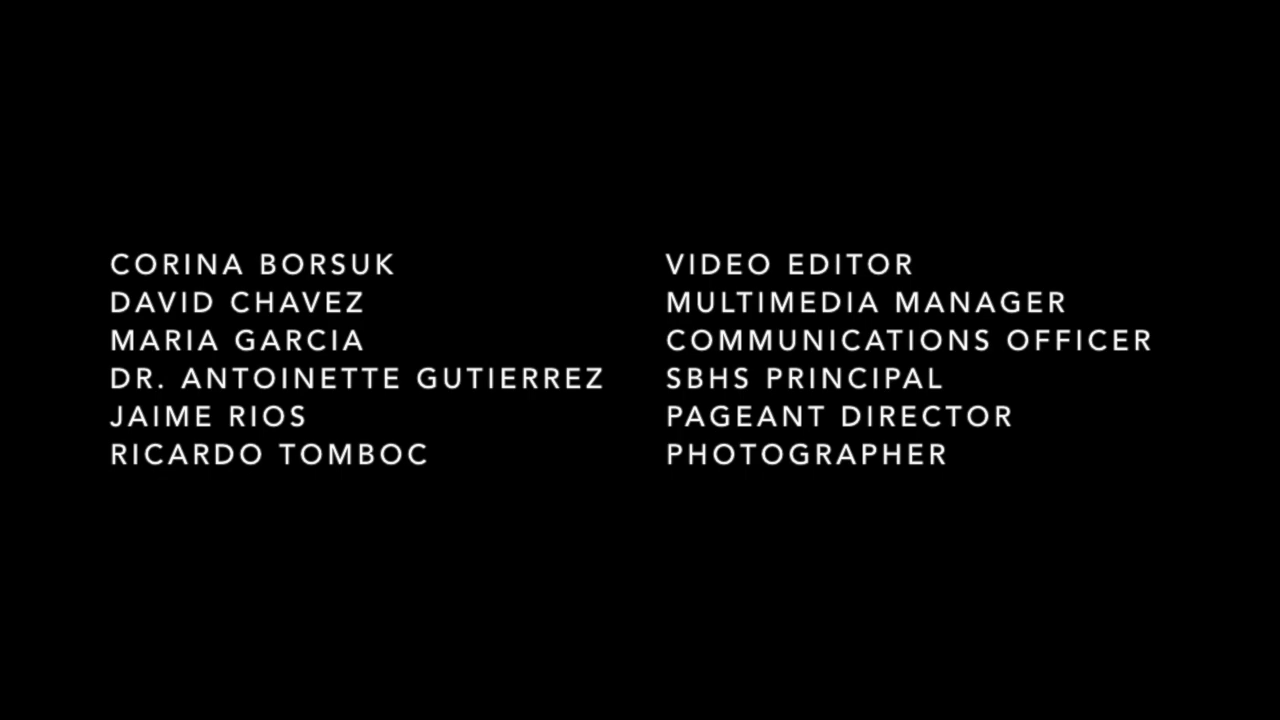 CORINA BORSUK VIDEO EDITOR
DAVID CHAVEZ MULTIMEDIA MANAGER
MARIA GARCIA COMMUNICATIONS OFFICER
DR. ANTOINETTE GUTIERREZ SBHS PRINCIPAL
JAIME RIOS PAGEANT DIRECTOR
RICARDO TOMBOC PHOTOGRAPHER